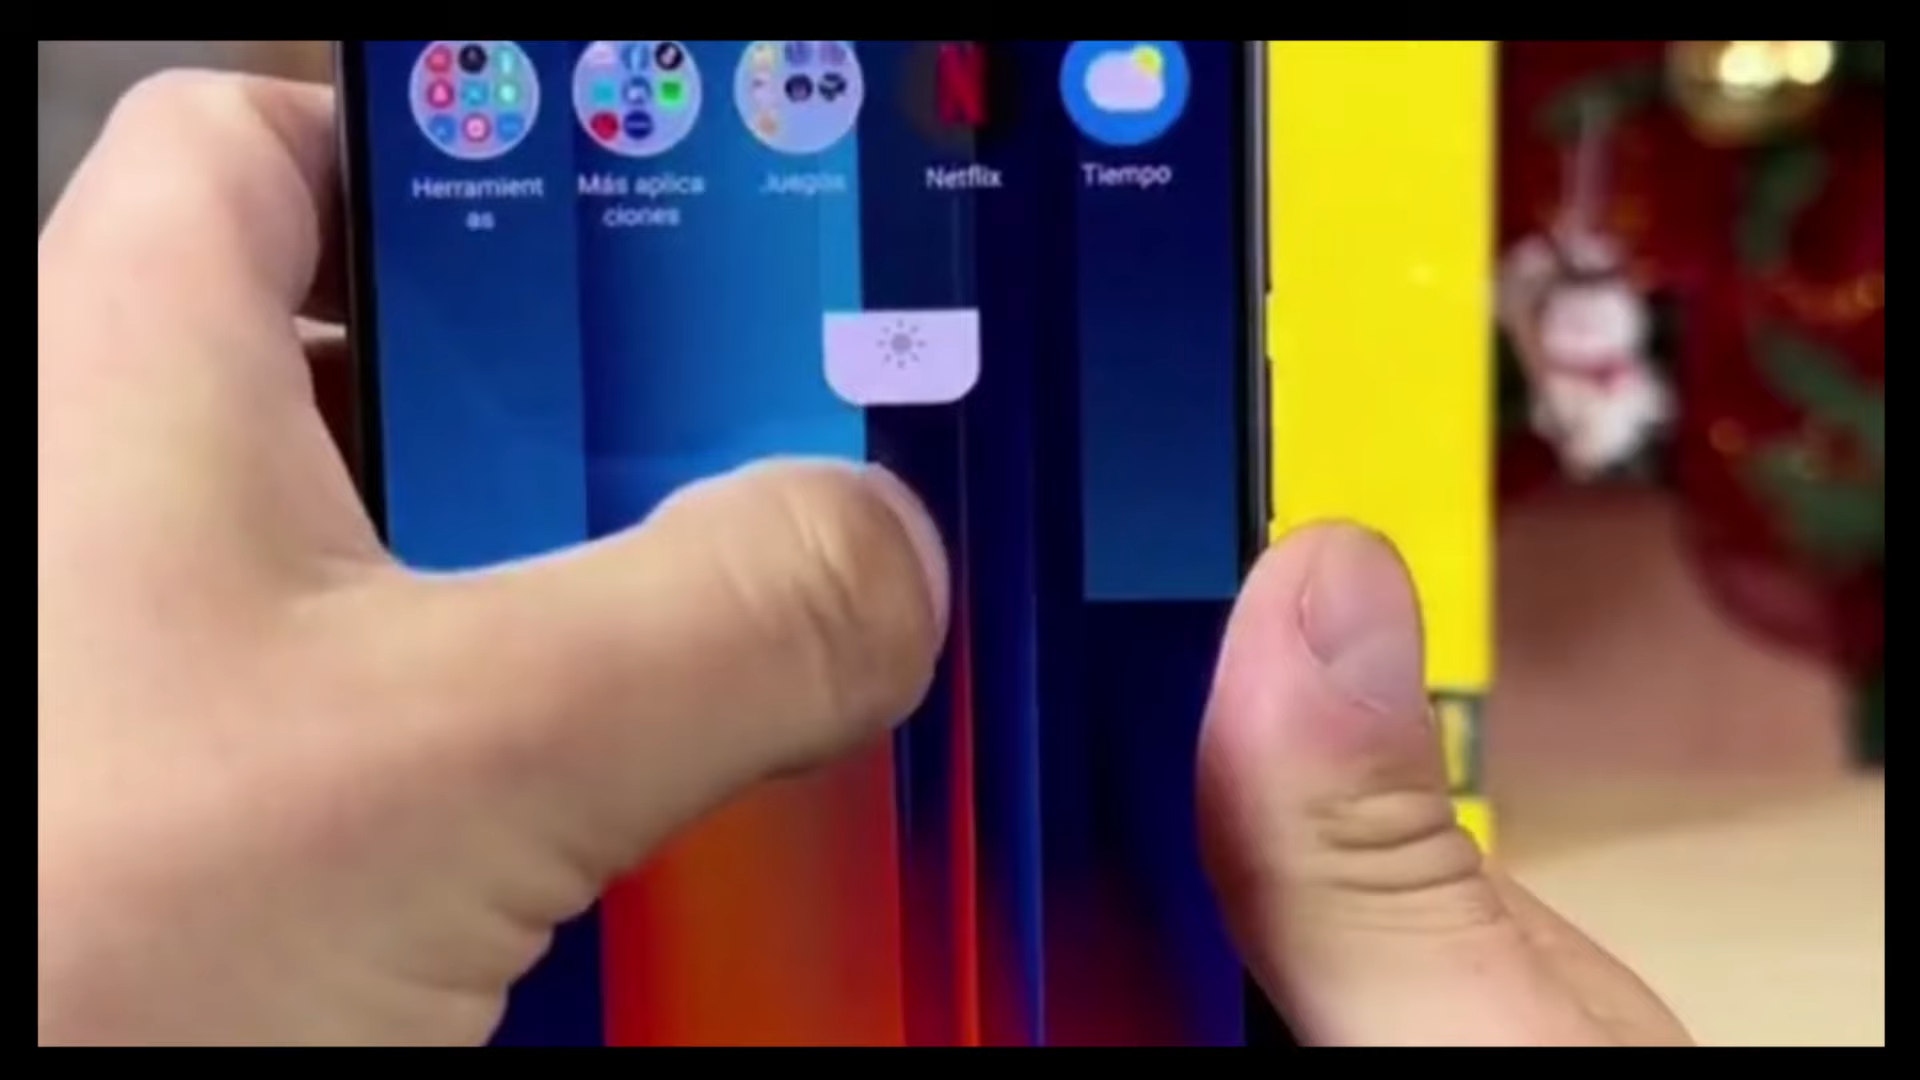 Herramient
as
Más aplica
ciones
Juegos
Netflix
Tiempo